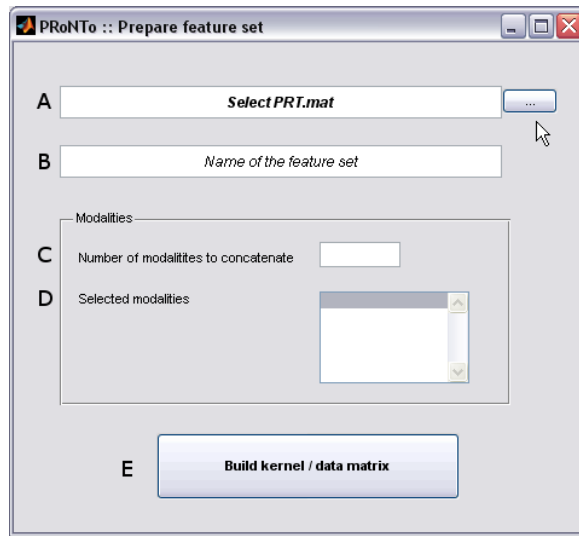 PRoNTo :: Prepare feature set
A Select PRT.mat ...
B Name of the feature set
Modalities
C Number of modalitites to concatenate
D Selected modalities
E Build kernel / data matrix